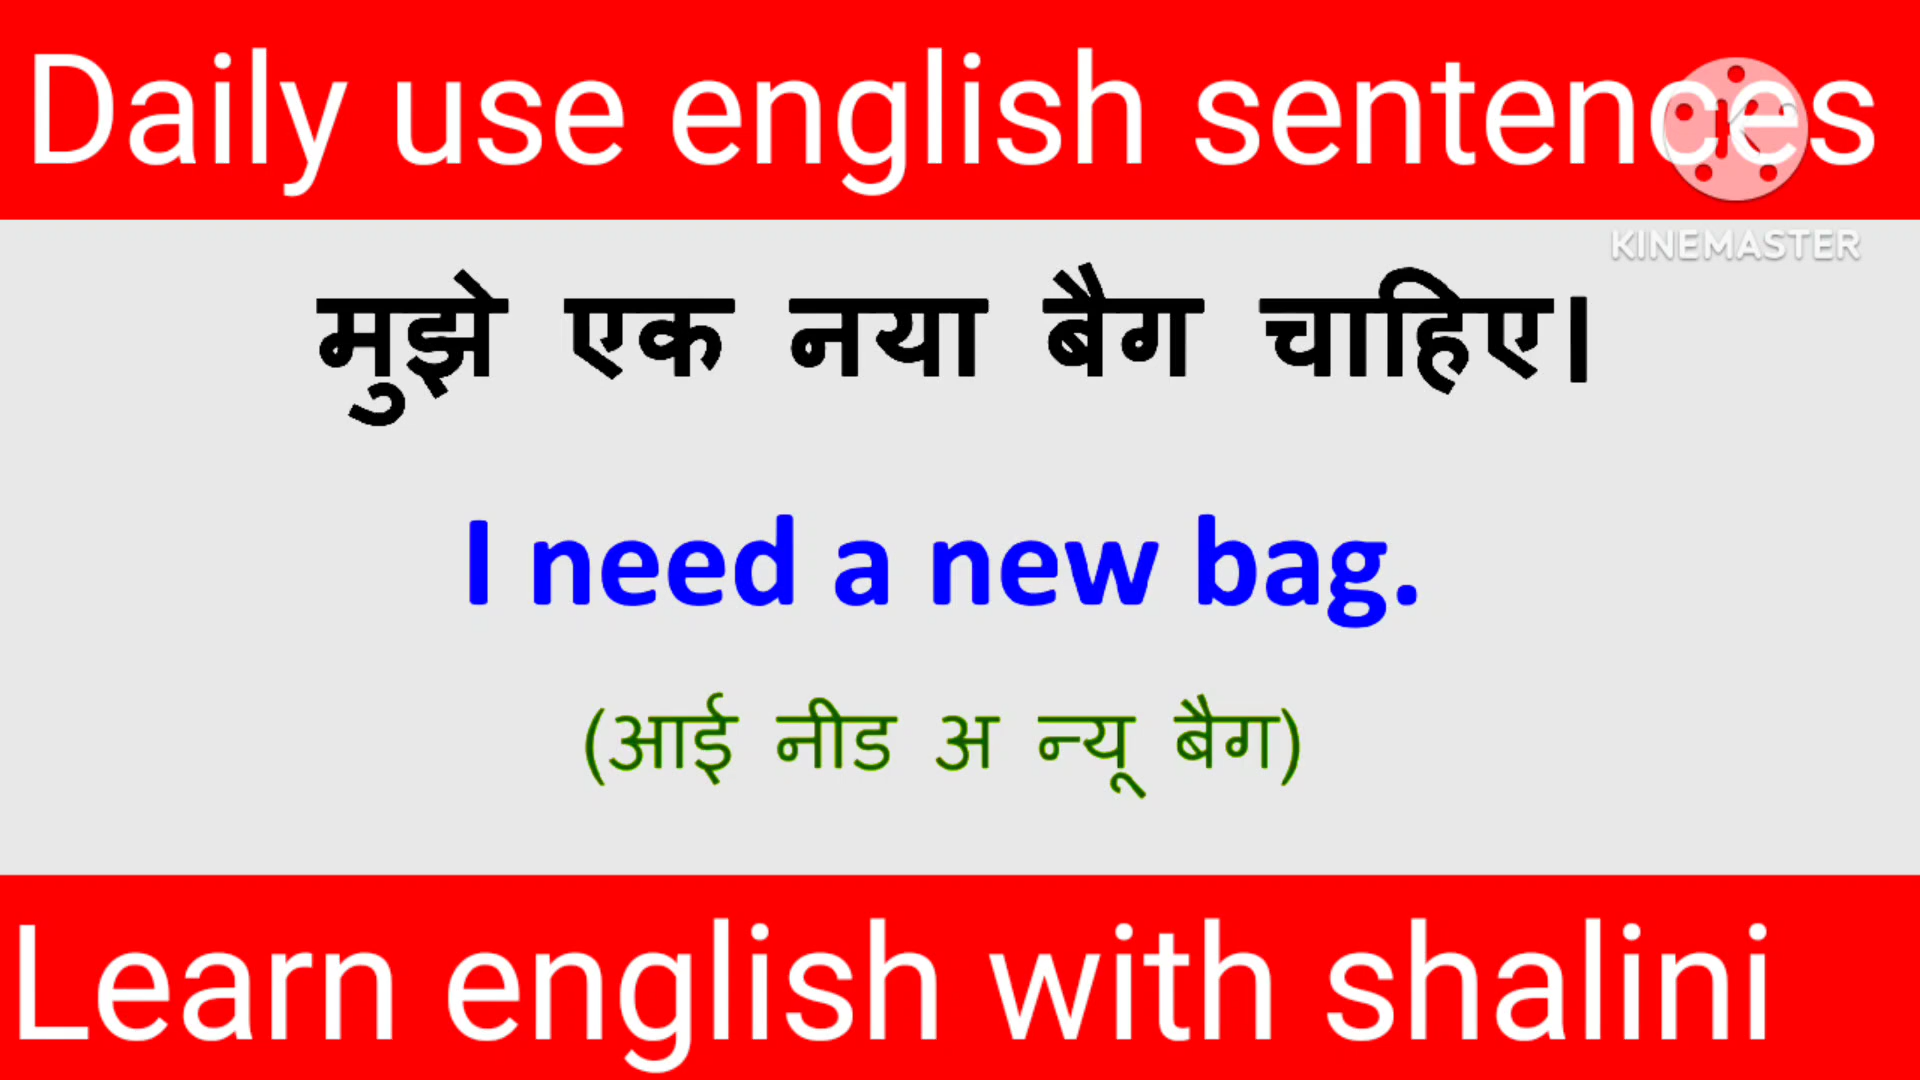 Daily use english sentences
KINEMASTER
मुझे एक नया बैग चाहिए।
I need a new bag.
(आई नीड अ न्यू बैग)
Learn english with shalini